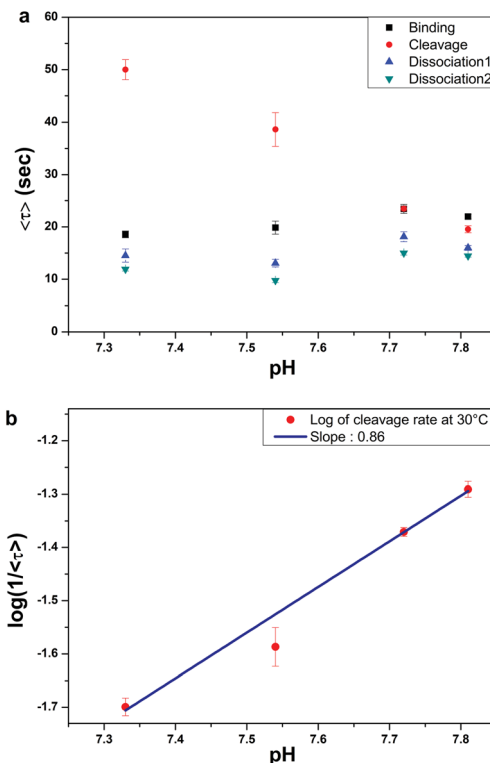 a
60
50
40
30
20
10
0
<τ> (sec)
Binding
Cleavage
Dissociation1
Dissociation2
7.3 7.4 7.5 7.6 7.7 7.8
pH
b
-1.2
-1.3
-1.4
-1.5
-1.6
-1.7
log(1/<τ>)
Log of cleavage rate at 30°C
Slope : 0.86
7.3 7.4 7.5 7.6 7.7 7.8
pH